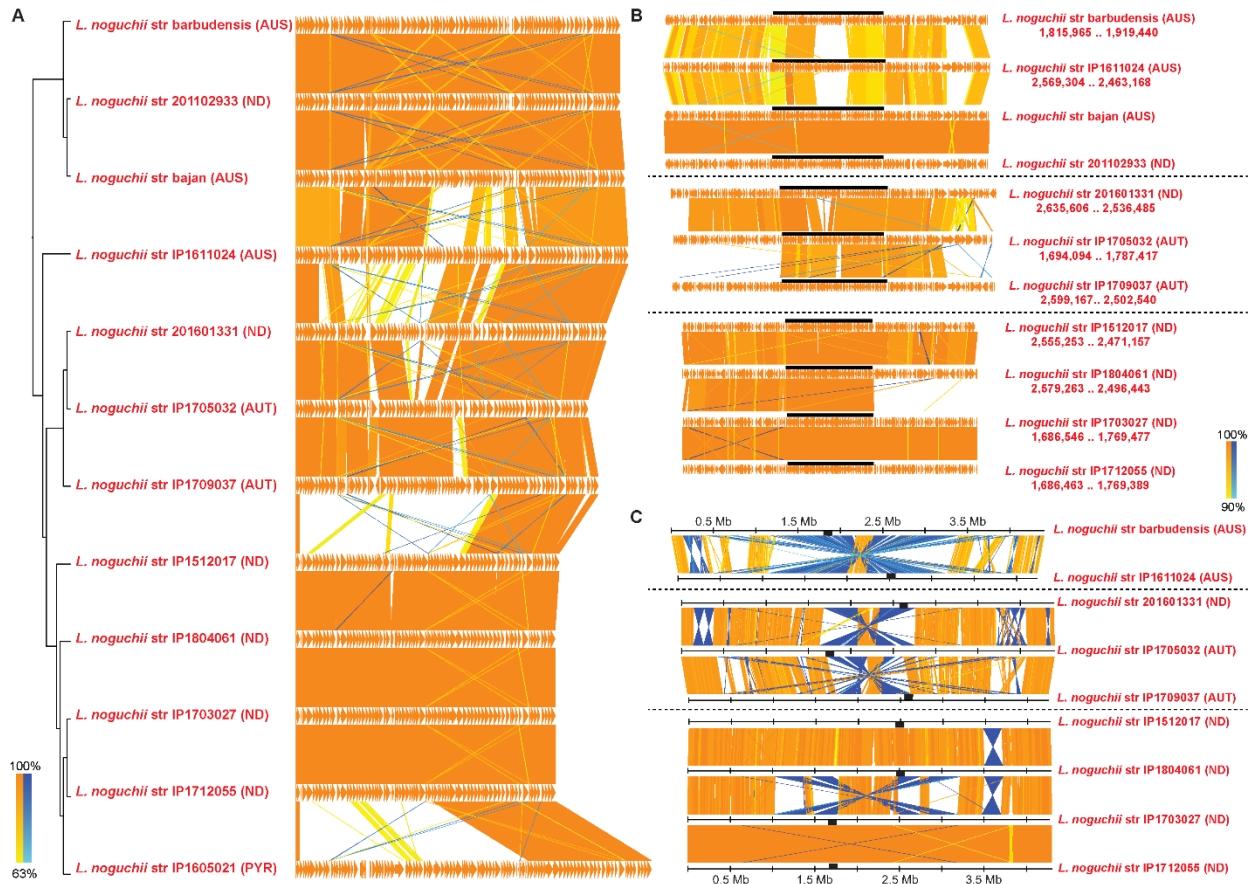 A
L. noguchii str barbudensis (AUS)
L. noguchii str 201102933 (ND)
L. noguchii str bajan (AUS)
L. noguchii str IP1611024 (AUS)
L. noguchii str 201601331 (ND)
L. noguchii str IP1705032 (AUT)
L. noguchii str IP1709037 (AUT)
L. noguchii str IP1512017 (ND)
L. noguchii str IP1804061 (ND)
L. noguchii str IP1703027 (ND)
L. noguchii str IP1712055 (ND)
L. noguchii str IP1605021 (PYR)
100%
63%
B
L. noguchii str barbudensis (AUS)
1,815,965 .. 1,919,440
L. noguchii str IP1611024 (AUS)
2,569,304 .. 2,463,168
L. noguchii str bajan (AUS)
L. noguchii str 201102933 (ND)
L. noguchii str 201601331 (ND)
2,635,606 .. 2,536,485
L. noguchii str IP1705032 (AUT)
1,694,094 .. 1,787,417
L. noguchii str IP1709037 (AUT)
2,599,167.. 2,502,540
L. noguchii str IP1512017 (ND)
2,555,253 .. 2,471,157
L. noguchii str IP1804061 (ND)
2,579,263 .. 2,496,443
L. noguchii str IP1703027 (ND)
1,686,546 .. 1,769,477
L. noguchii str IP1712055 (ND)
1,686,463 .. 1,769,389
100%
90%
C
0.5 Mb 1.5 Mb 2.5 Mb 3.5 Mb
L. noguchii str barbudensis (AUS)
L. noguchii str IP1611024 (AUS)
L. noguchii str 201601331 (ND)
L. noguchii str IP1705032 (AUT)
L. noguchii str IP1709037 (AUT)
L. noguchii str IP1512017 (ND)
L. noguchii str IP1804061 (ND)
L. noguchii str IP1703027 (ND)
L. noguchii str IP1712055 (ND)
0.5 Mb 1.5 Mb 2.5 Mb 3.5 Mb